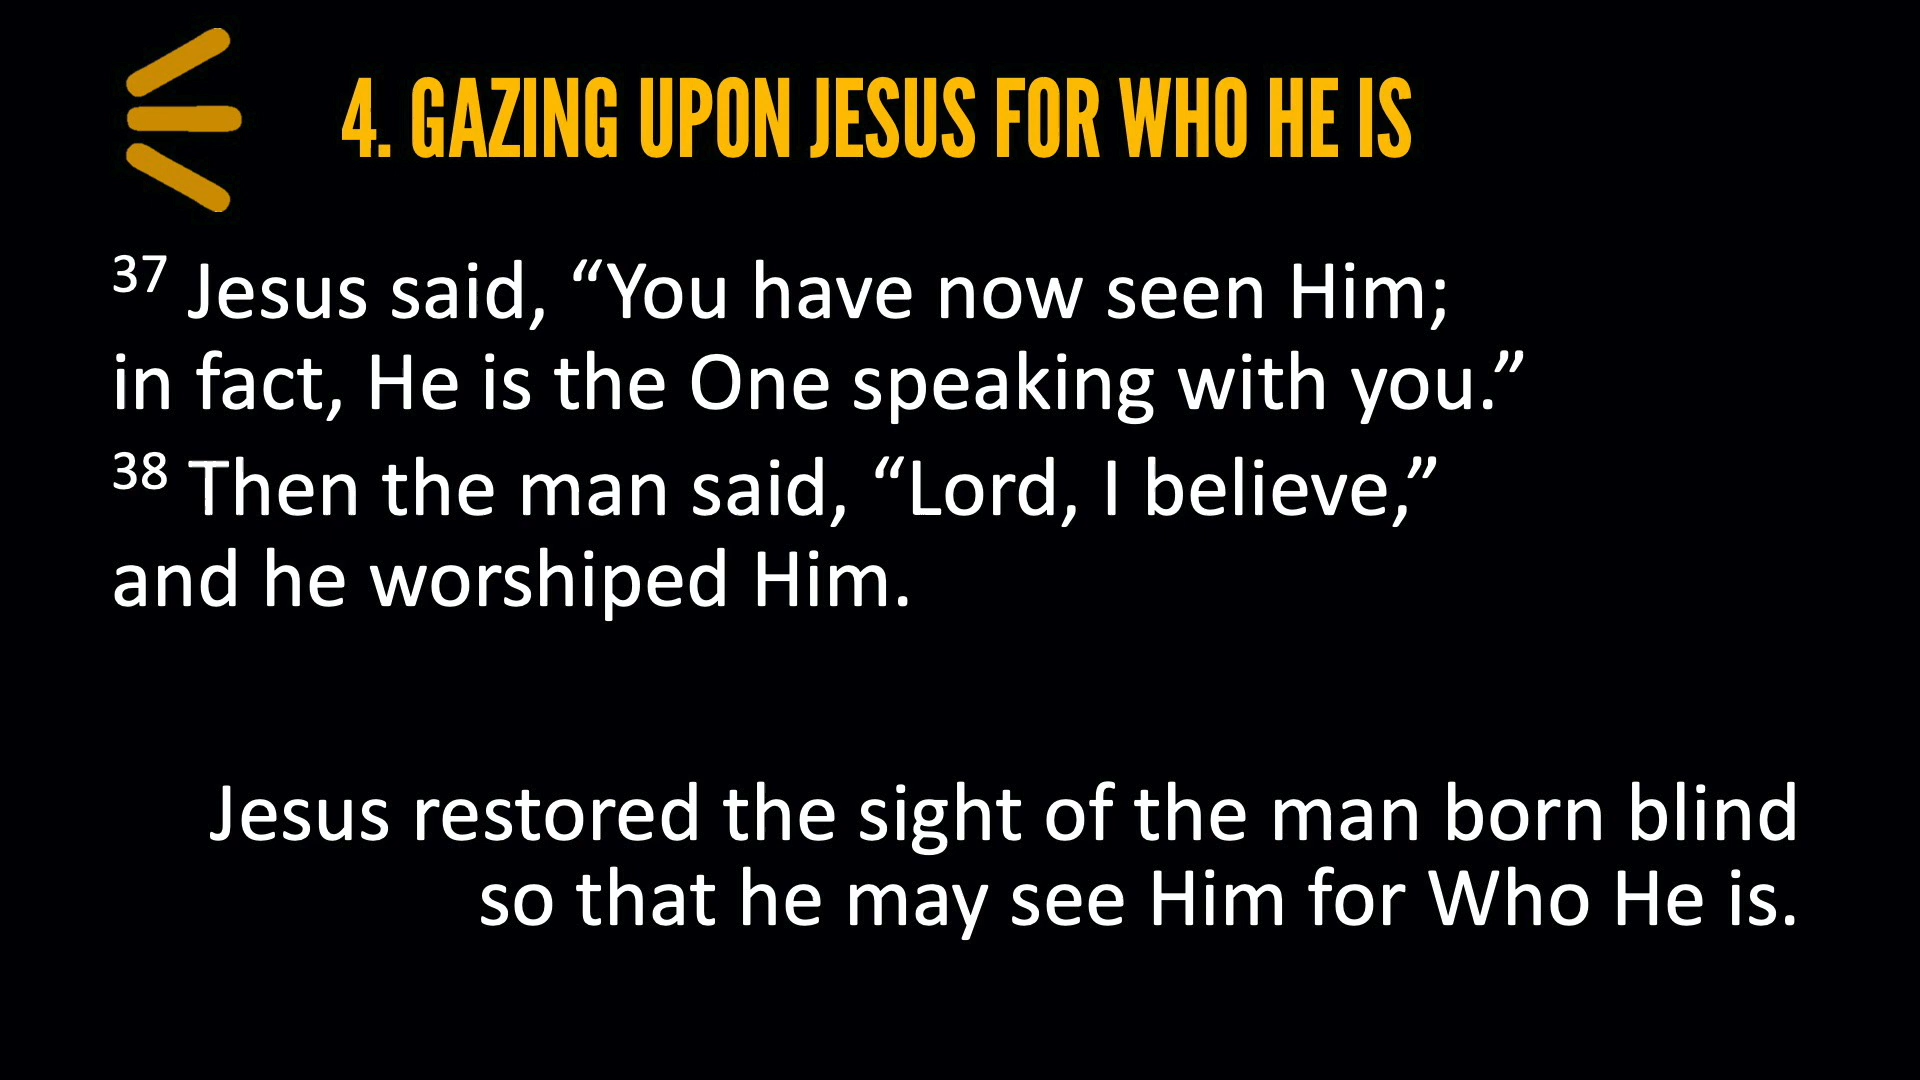 4. GAZING UPON JESUS FOR WHO HE IS
37 Jesus said, “You have now seen Him;
in fact, He is the One speaking with you.”
38 Then the man said, “Lord, I believe,”
and he worshiped Him.
Jesus restored the sight of the man born blind
so that he may see Him for Who He is.